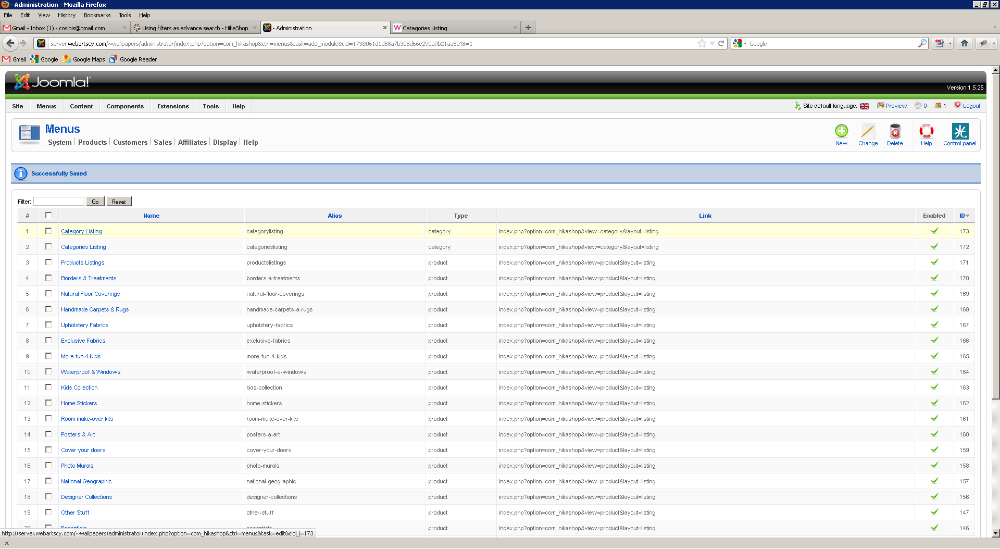 - Administration - Mozilla Firefox
File Edit View History Bookmarks Tools Help
Gmail - Inbox (1) - coslois@gmail.com Using filters as advance search - HikaShop - Administration Categories Listing
server.webartscy.com/~wallpapers/administrator/index.php?option=com_hikashop&ctrl=menus&task=add_module&cid=173&061d1d88a7b308d66e290a9b21aa5c48=1 Google
Gmail Google Google Maps Google Reader
Joomla!
Version 1.5.25
Site Menus Content Components Extensions Tools Help Site default language: Preview 0 1 Logout
Menus
System Products Customers Sales Affiliates Display Help
New Change Delete Help Control panel
Successfully Saved
Filter: Go Reset
# Name Alias Type Link Enabled ID
1 Category Listing categorylisting category index.php?option=com_hikashop&view=category&layout=listing 173
2 Categories Listing categorieslisting category index.php?option=com_hikashop&view=category&layout=listing 172
3 Products Listings productslistings product index.php?option=com_hikashop&view=product&layout=listing 171
4 Borders & Treatments borders-a-treatments product index.php?option=com_hikashop&view=product&layout=listing 170
5 Natural Floor Coverings natural-floor-coverings product index.php?option=com_hikashop&view=product&layout=listing 169
6 Handmade Carpets & Rugs handmade-carpets-a-rugs product index.php?option=com_hikashop&view=product&layout=listing 168
7 Upholstery Fabrics upholstery-fabrics product index.php?option=com_hikashop&view=product&layout=listing 167
8 Exclusive Fabrics exclusive-fabrics product index.php?option=com_hikashop&view=product&layout=listing 166
9 More fun 4 Kids more-fun-4-kids product index.php?option=com_hikashop&view=product&layout=listing 165
10 Waterproof & Windows waterproof-a-windows product index.php?option=com_hikashop&view=product&layout=listing 164
11 Kids Collection kids-collection product index.php?option=com_hikashop&view=product&layout=listing 163
12 Home Stickers home-stickers product index.php?option=com_hikashop&view=product&layout=listing 162
13 Room make-over kits room-make-over-kits product index.php?option=com_hikashop&view=product&layout=listing 161
14 Posters & Art posters-a-art product index.php?option=com_hikashop&view=product&layout=listing 160
15 Cover your doors cover-your-doors product index.php?option=com_hikashop&view=product&layout=listing 159
16 Photo Murals photo-murals product index.php?option=com_hikashop&view=product&layout=listing 158
17 National Geographic national-geographic product index.php?option=com_hikashop&view=product&layout=listing 157
18 Designer Collections designer-collections product index.php?option=com_hikashop&view=product&layout=listing 156
19 Other Stuff other-stuff product index.php?option=com_hikashop&view=product&layout=listing 147
20 product index.php?option=com_hikashop&view=product&layout=listing 146
http://server.webartscy.com/~wallpapers/administrator/index.php?option=com_hikashop&ctrl=menus&task=edit&cid[]=173